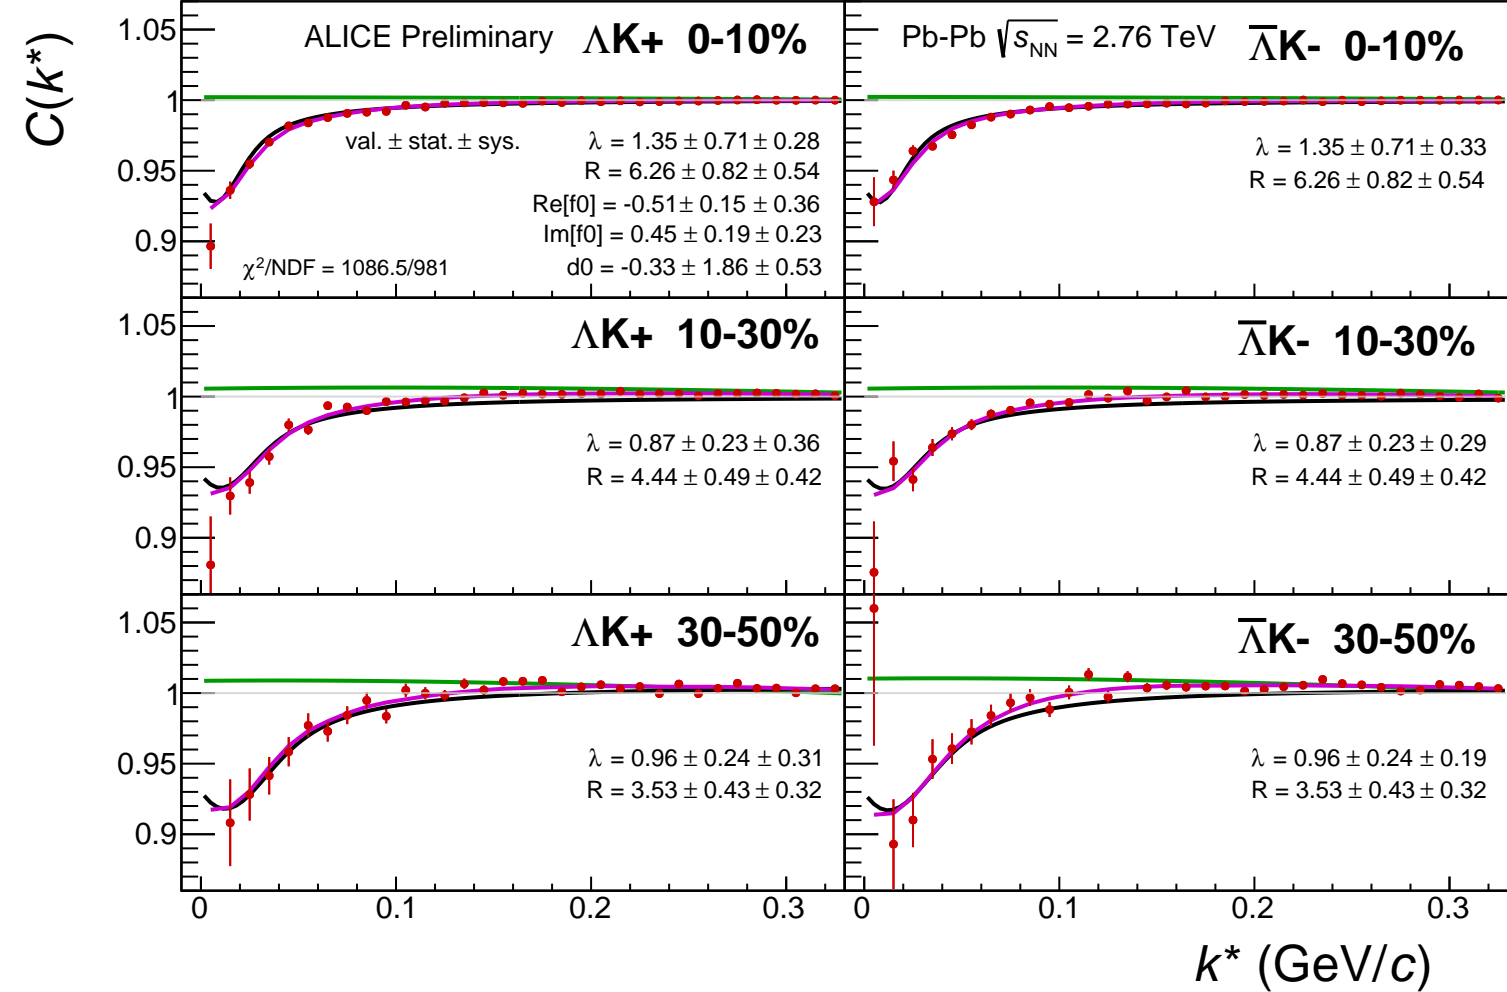 C(k*)
ALICE Preliminary ΛK+ 0-10%
val. ± stat. ± sys.
λ = 1.35 ± 0.71 ± 0.28
R = 6.26 ± 0.82 ± 0.54
Re[f0] = -0.51 ± 0.15 ± 0.36
Im[f0] = 0.45 ± 0.19 ± 0.23
χ²/NDF = 1086.5/981
d0 = -0.33 ± 1.86 ± 0.53
1.05
1
0.95
0.9
Pb-Pb √sNN = 2.76 TeV Λ̅K- 0-10%
λ = 1.35 ± 0.71 ± 0.33
R = 6.26 ± 0.82 ± 0.54
ΛK+ 10-30%
λ = 0.87 ± 0.23 ± 0.36
R = 4.44 ± 0.49 ± 0.42
1.05
1
0.95
0.9
Λ̅K- 10-30%
λ = 0.87 ± 0.23 ± 0.29
R = 4.44 ± 0.49 ± 0.42
ΛK+ 30-50%
λ = 0.96 ± 0.24 ± 0.31
R = 3.53 ± 0.43 ± 0.32
1.05
1
0.95
0.9
Λ̅K- 30-50%
λ = 0.96 ± 0.24 ± 0.19
R = 3.53 ± 0.43 ± 0.32
0 0.1 0.2 0.3
0 0.1 0.2 0.3
k* (GeV/c)